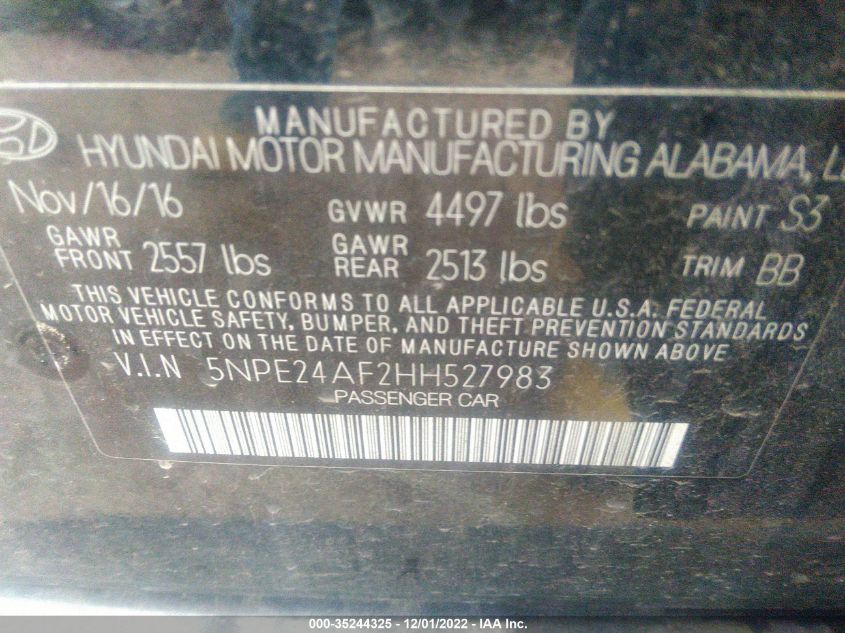 MANUFACTURED BY
HYUNDAI MOTOR MANUFACTURING ALABAMA,
Nov/16/16 GVWR 4497 lbs PAINT S3
GAWR FRONT 2557 lbs GAWR REAR 2513 lbs TRIM BB
THIS VEHICLE CONFORMS TO ALL APPLICABLE U.S.A. FEDERAL
MOTOR VEHICLE SAFETY, BUMPER, AND THEFT PREVENTION STANDARDS
IN EFFECT ON THE DATE OF MANUFACTURE SHOWN ABOVE
V.I.N 5NPE24AF2HH527983
PASSENGER CAR
000-35244325 - 12/01/2022 - IAA Inc.